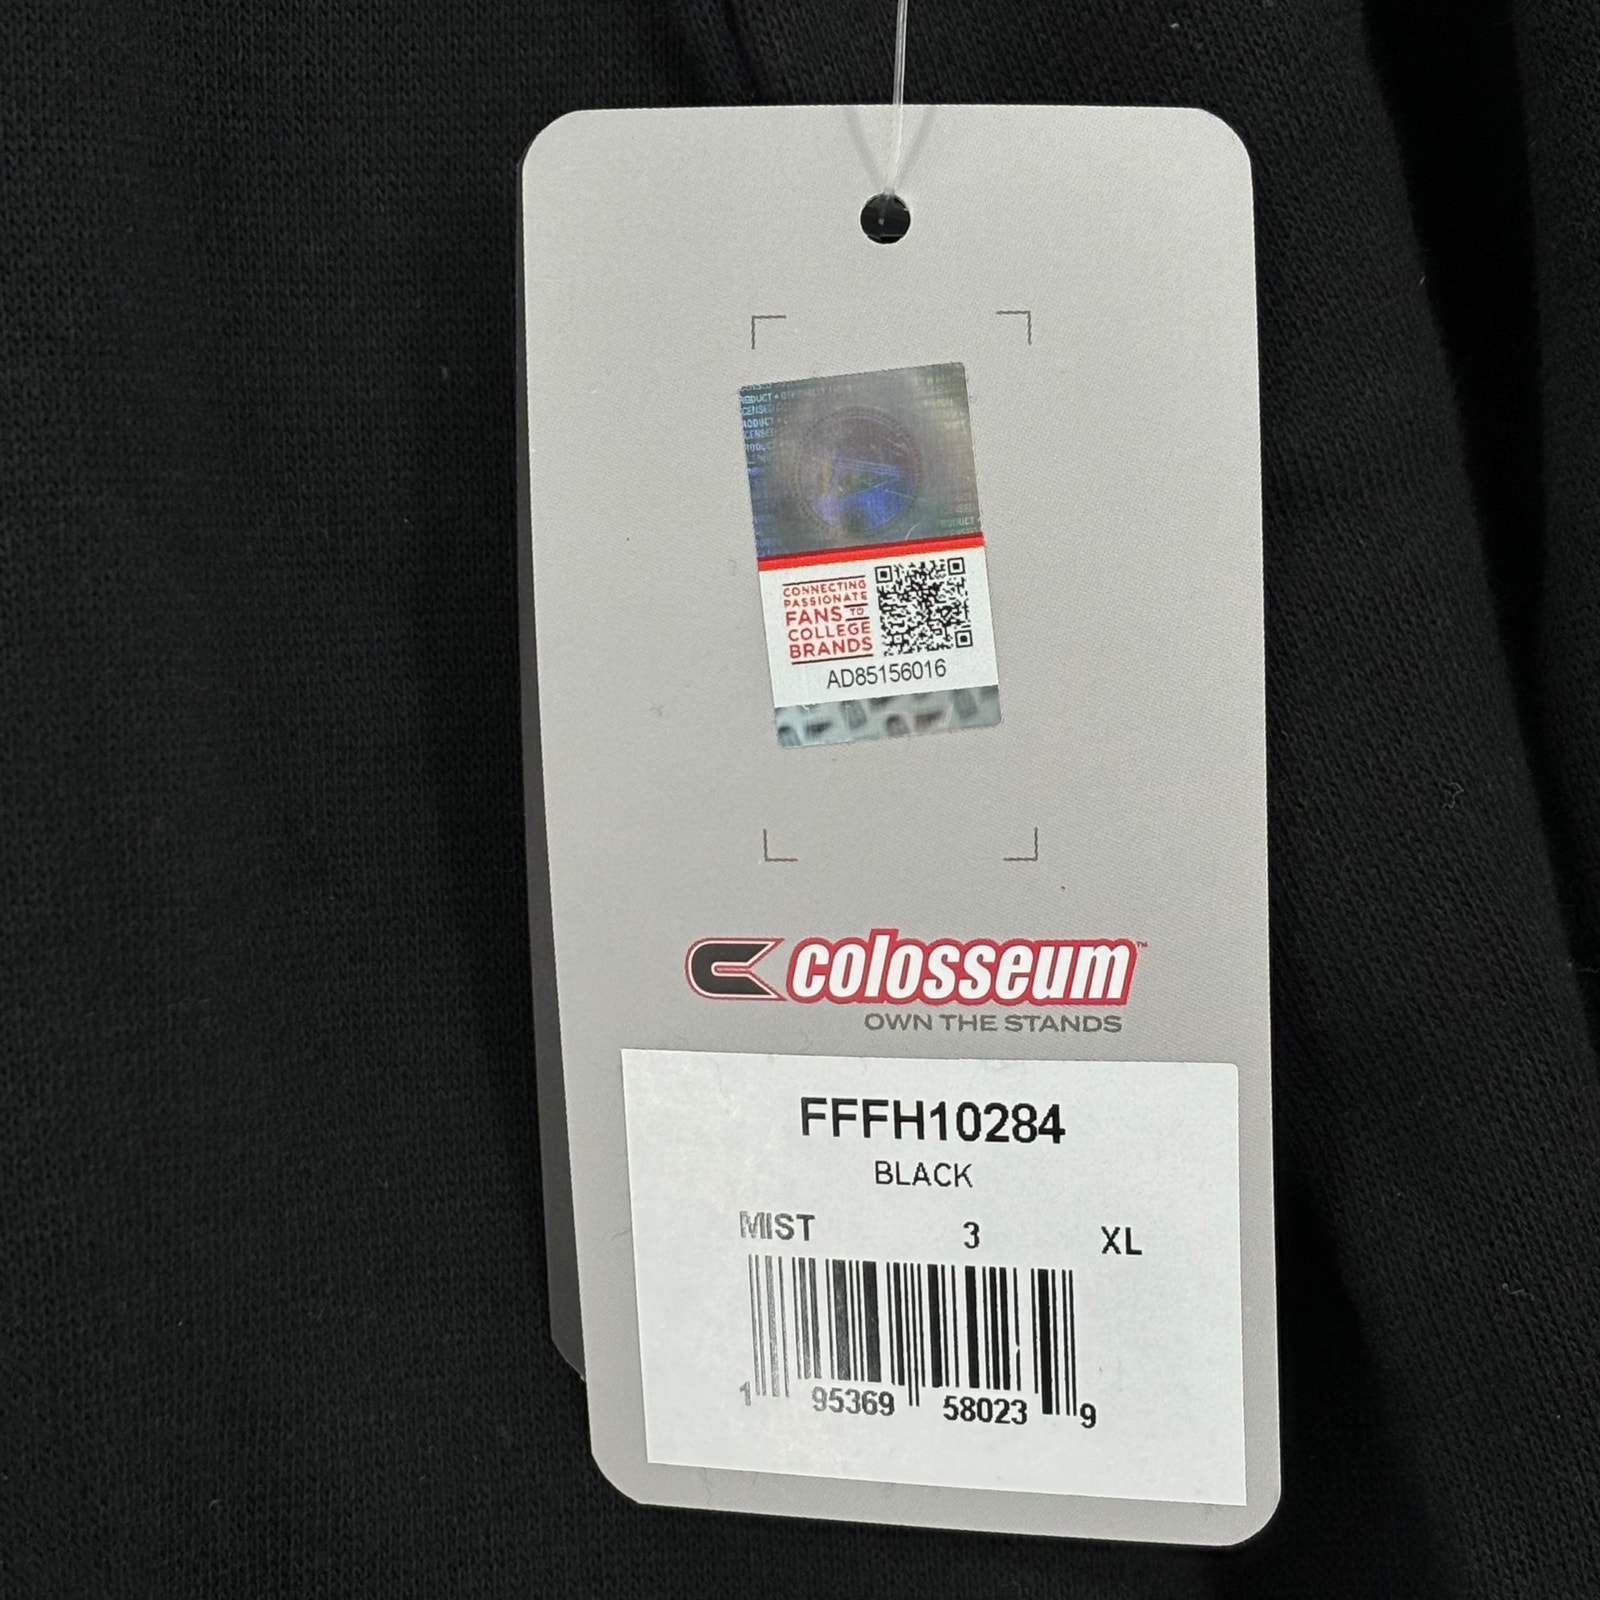 CONNECTING
PASSIONATE
FANS TO
COLLEGE
BRANDS
AD85156016
colosseum™
OWN THE STANDS
FFFH10284
BLACK
MIST 3 XL
1 95369 58023 9